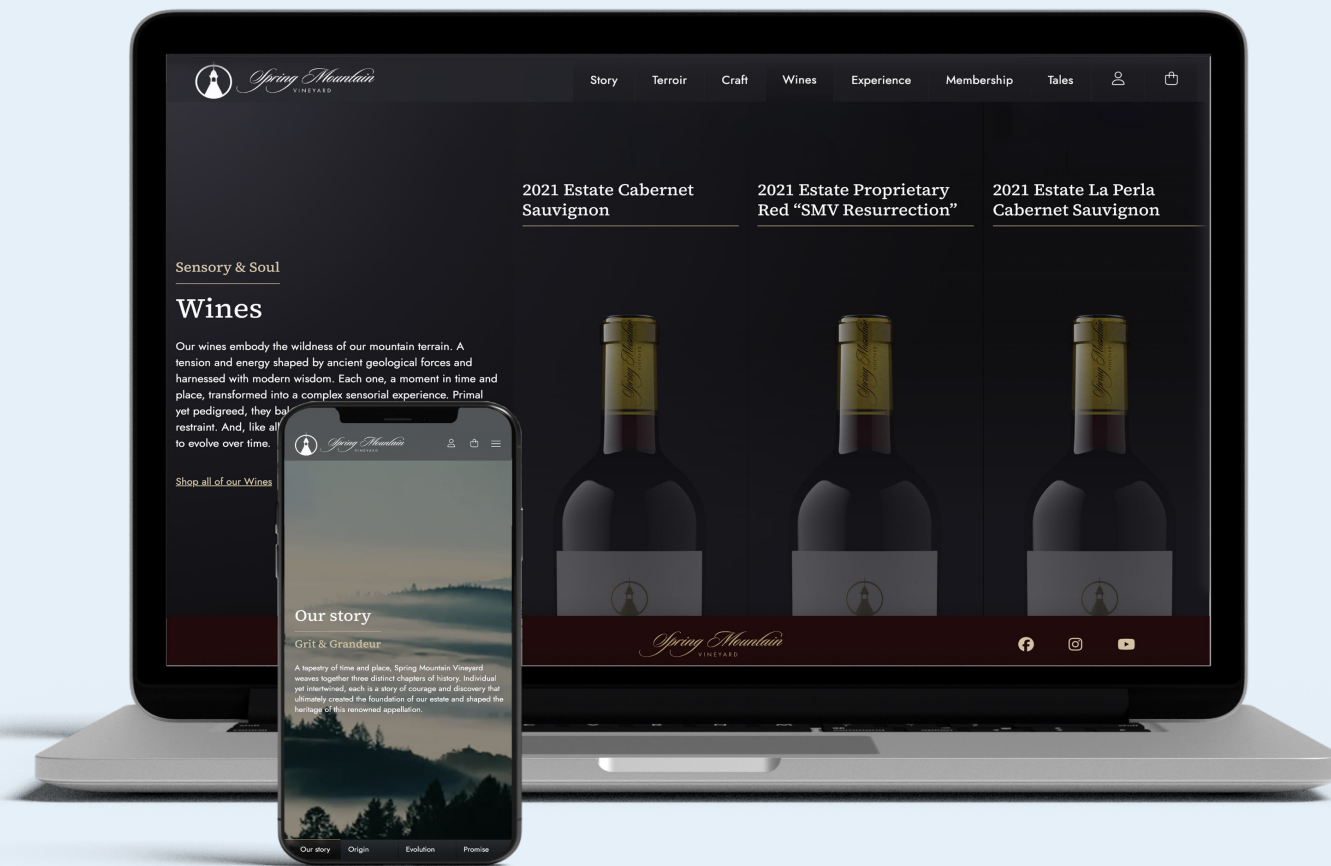 Spring Mountain
VINEYARD
Story
Terroir
Craft
Wines
Experience
Membership
Tales
Sensory & Soul
Wines
Our wines embody the wildness of our mountain terrain. A
tension and energy shaped by ancient geological forces and
harnessed with modern wisdom. Each one, a moment in time and
place, transformed into a complex sensorial experience. Primal
yet pedigreed, they
restraint. And, like
to evolve over time.
Shop all of our Wines
2021 Estate Cabernet
Sauvignon
2021 Estate Proprietary
Red “SMV Resurrection”
2021 Estate La Perla
Cabernet Sauvignon
Spring Mountain
Spring Mountain
Spring Mountain
Spring Mountain
VINEYARD
Spring Mountain
VINEYARD
Our story
Grit & Grandeur
A tapestry of time and place, Spring Mountain Vineyard
weaves together three distinct chapters of history. Individual
yet intertwined, each is a story of courage and discovery that
ultimately created the foundation of our estate and shaped the
heritage of this renowned appellation.
Our story
Origin
Evolution
Promise